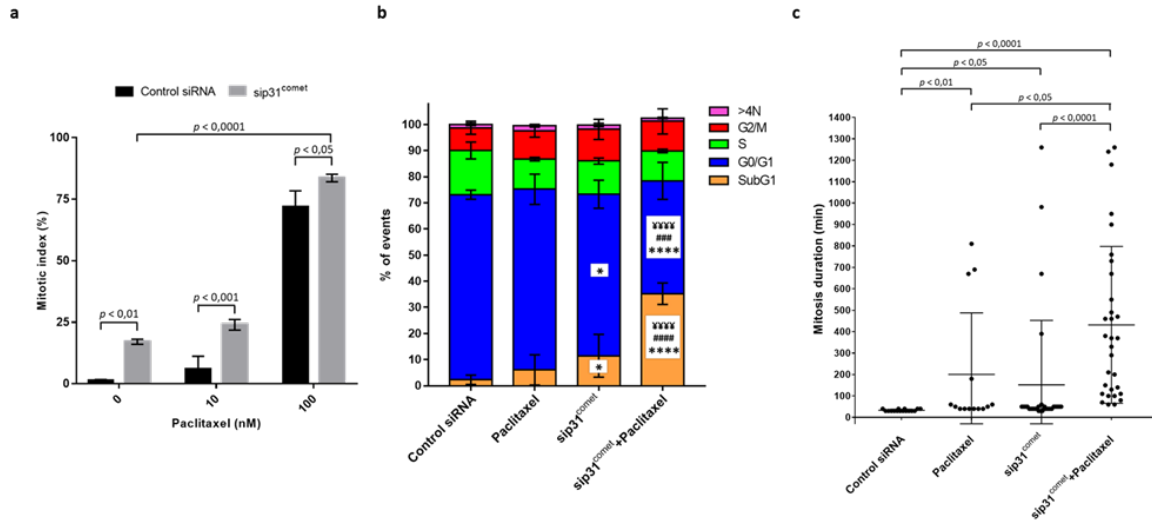 a
Control siRNA
sip31comet
p < 0,0001
p < 0,05
p < 0,001
p < 0,01
Mitotic index (%)
100
75
50
25
0
0
10
100
Paclitaxel (nM)
b
% of events
100
90
80
70
60
50
40
30
20
10
0
>4N
G2/M
S
G0/G1
SubG1
¥¥¥¥
###
****
*
¥¥¥¥
####
****
*
Control siRNA
Paclitaxel
sip31comet
sip31comet+Paclitaxel
c
p < 0,0001
p < 0,05
p < 0,01
p < 0,05
p < 0,0001
Mitosis duration (min)
1400
1300
1200
1100
1000
900
800
700
600
500
400
300
200
100
0
Control siRNA
Paclitaxel
sip31comet
sip31comet+Paclitaxel